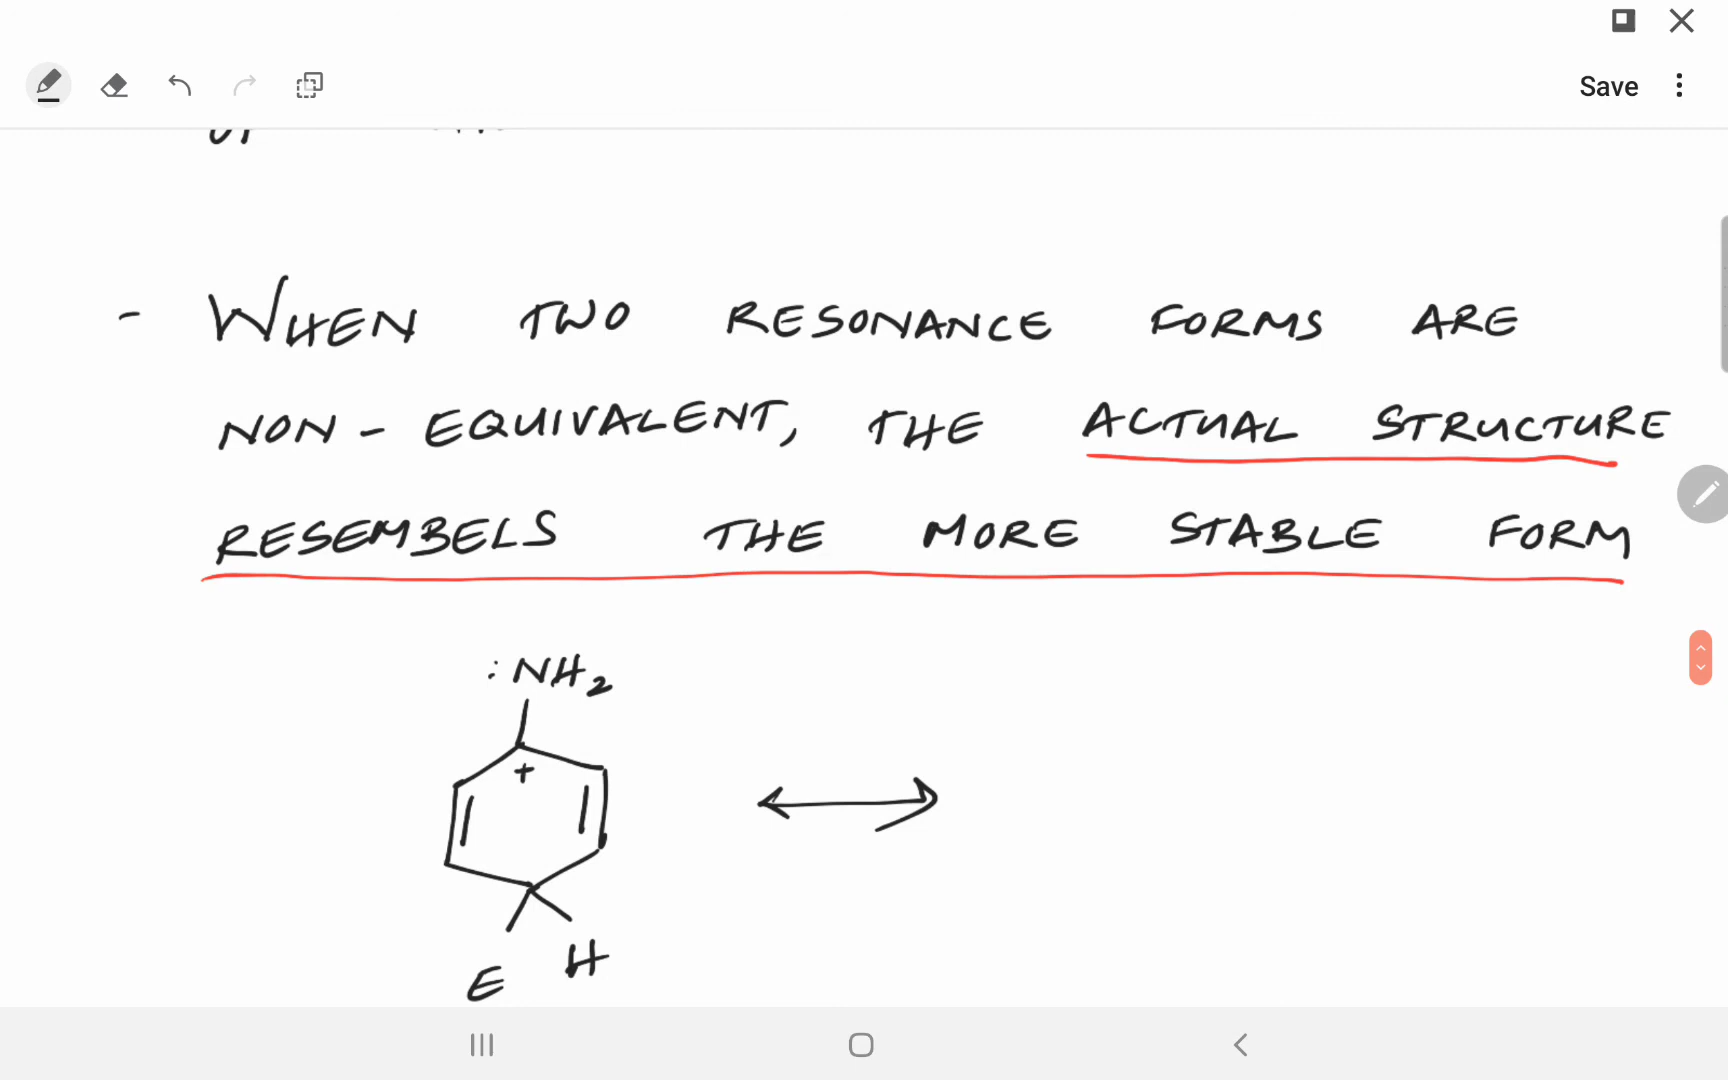 Save
- WHEN TWO RESONANCE FORMS ARE
NON-EQUIVALENT, THE ACTUAL STRUCTURE
RESEMBELS THE MORE STABLE FORM
:NH2
+
E H